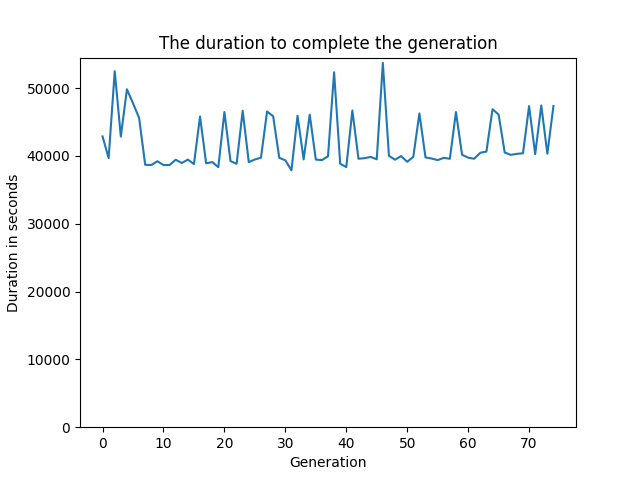 The duration to complete the generation
Duration in seconds
50000
40000
30000
20000
10000
0
0 10 20 30 40 50 60 70
Generation